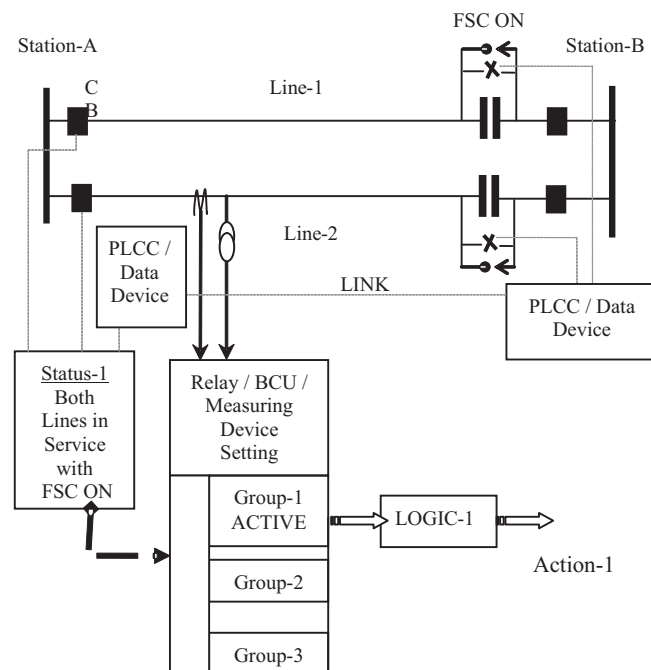 FSC ON
Station-A
Station-B
C
B
Line-1
Line-2
PLCC /
Data
Device
LINK
PLCC / Data
Device
Status-1
Both
Lines in
Service
with
FSC ON
Relay / BCU /
Measuring
Device
Setting
Group-1
ACTIVE
LOGIC-1
Action-1
Group-2
Group-3